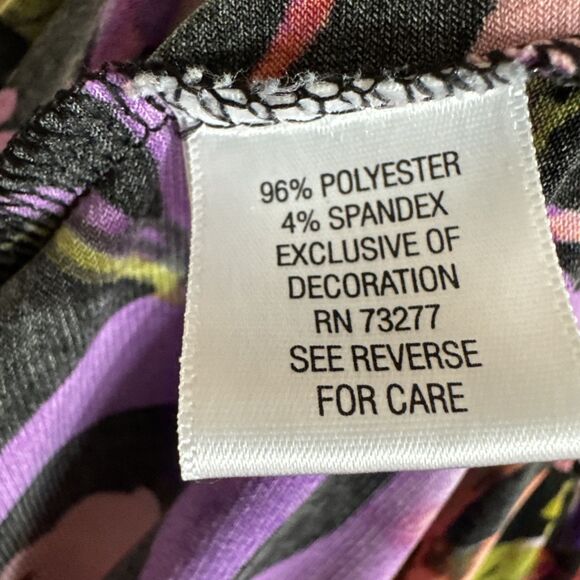 96% POLYESTER
4% SPANDEX
EXCLUSIVE OF
DECORATION
RN 73277
SEE REVERSE
FOR CARE